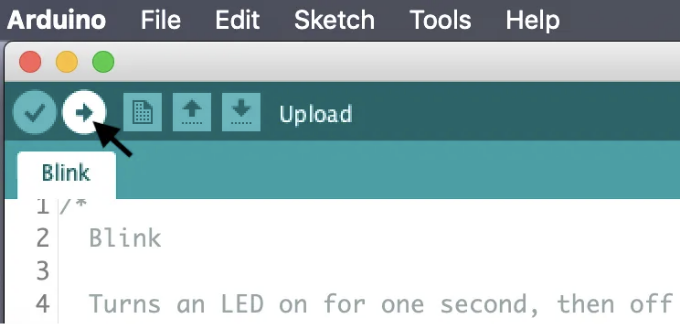 Arduino File Edit Sketch Tools Help
Upload
Blink
1 /*
2 Blink
3
4 Turns an LED on for one second, then off